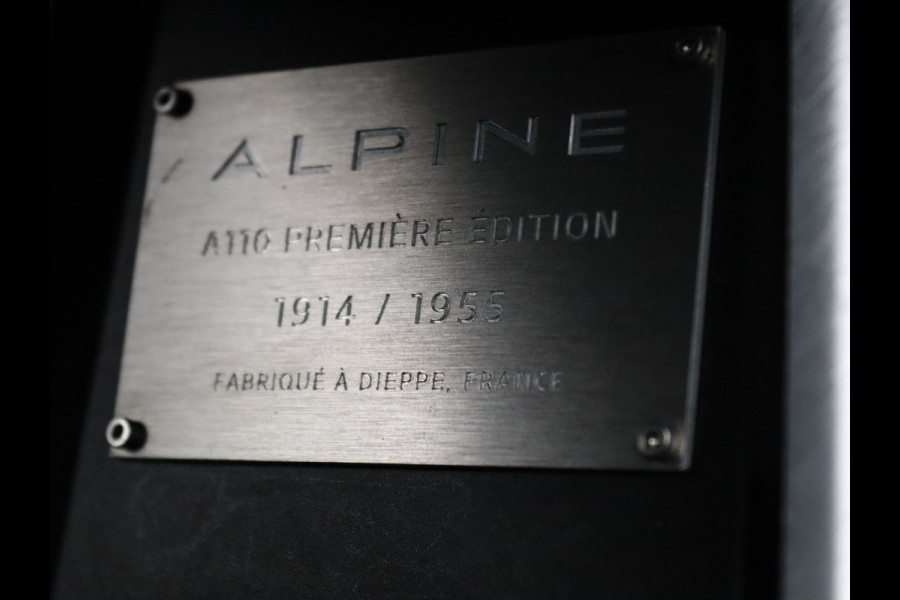 ALPINE
A110 PREMIÈRE ÉDITION
1914 / 1955
FABRIQUÉ À DIEPPE, FRANCE